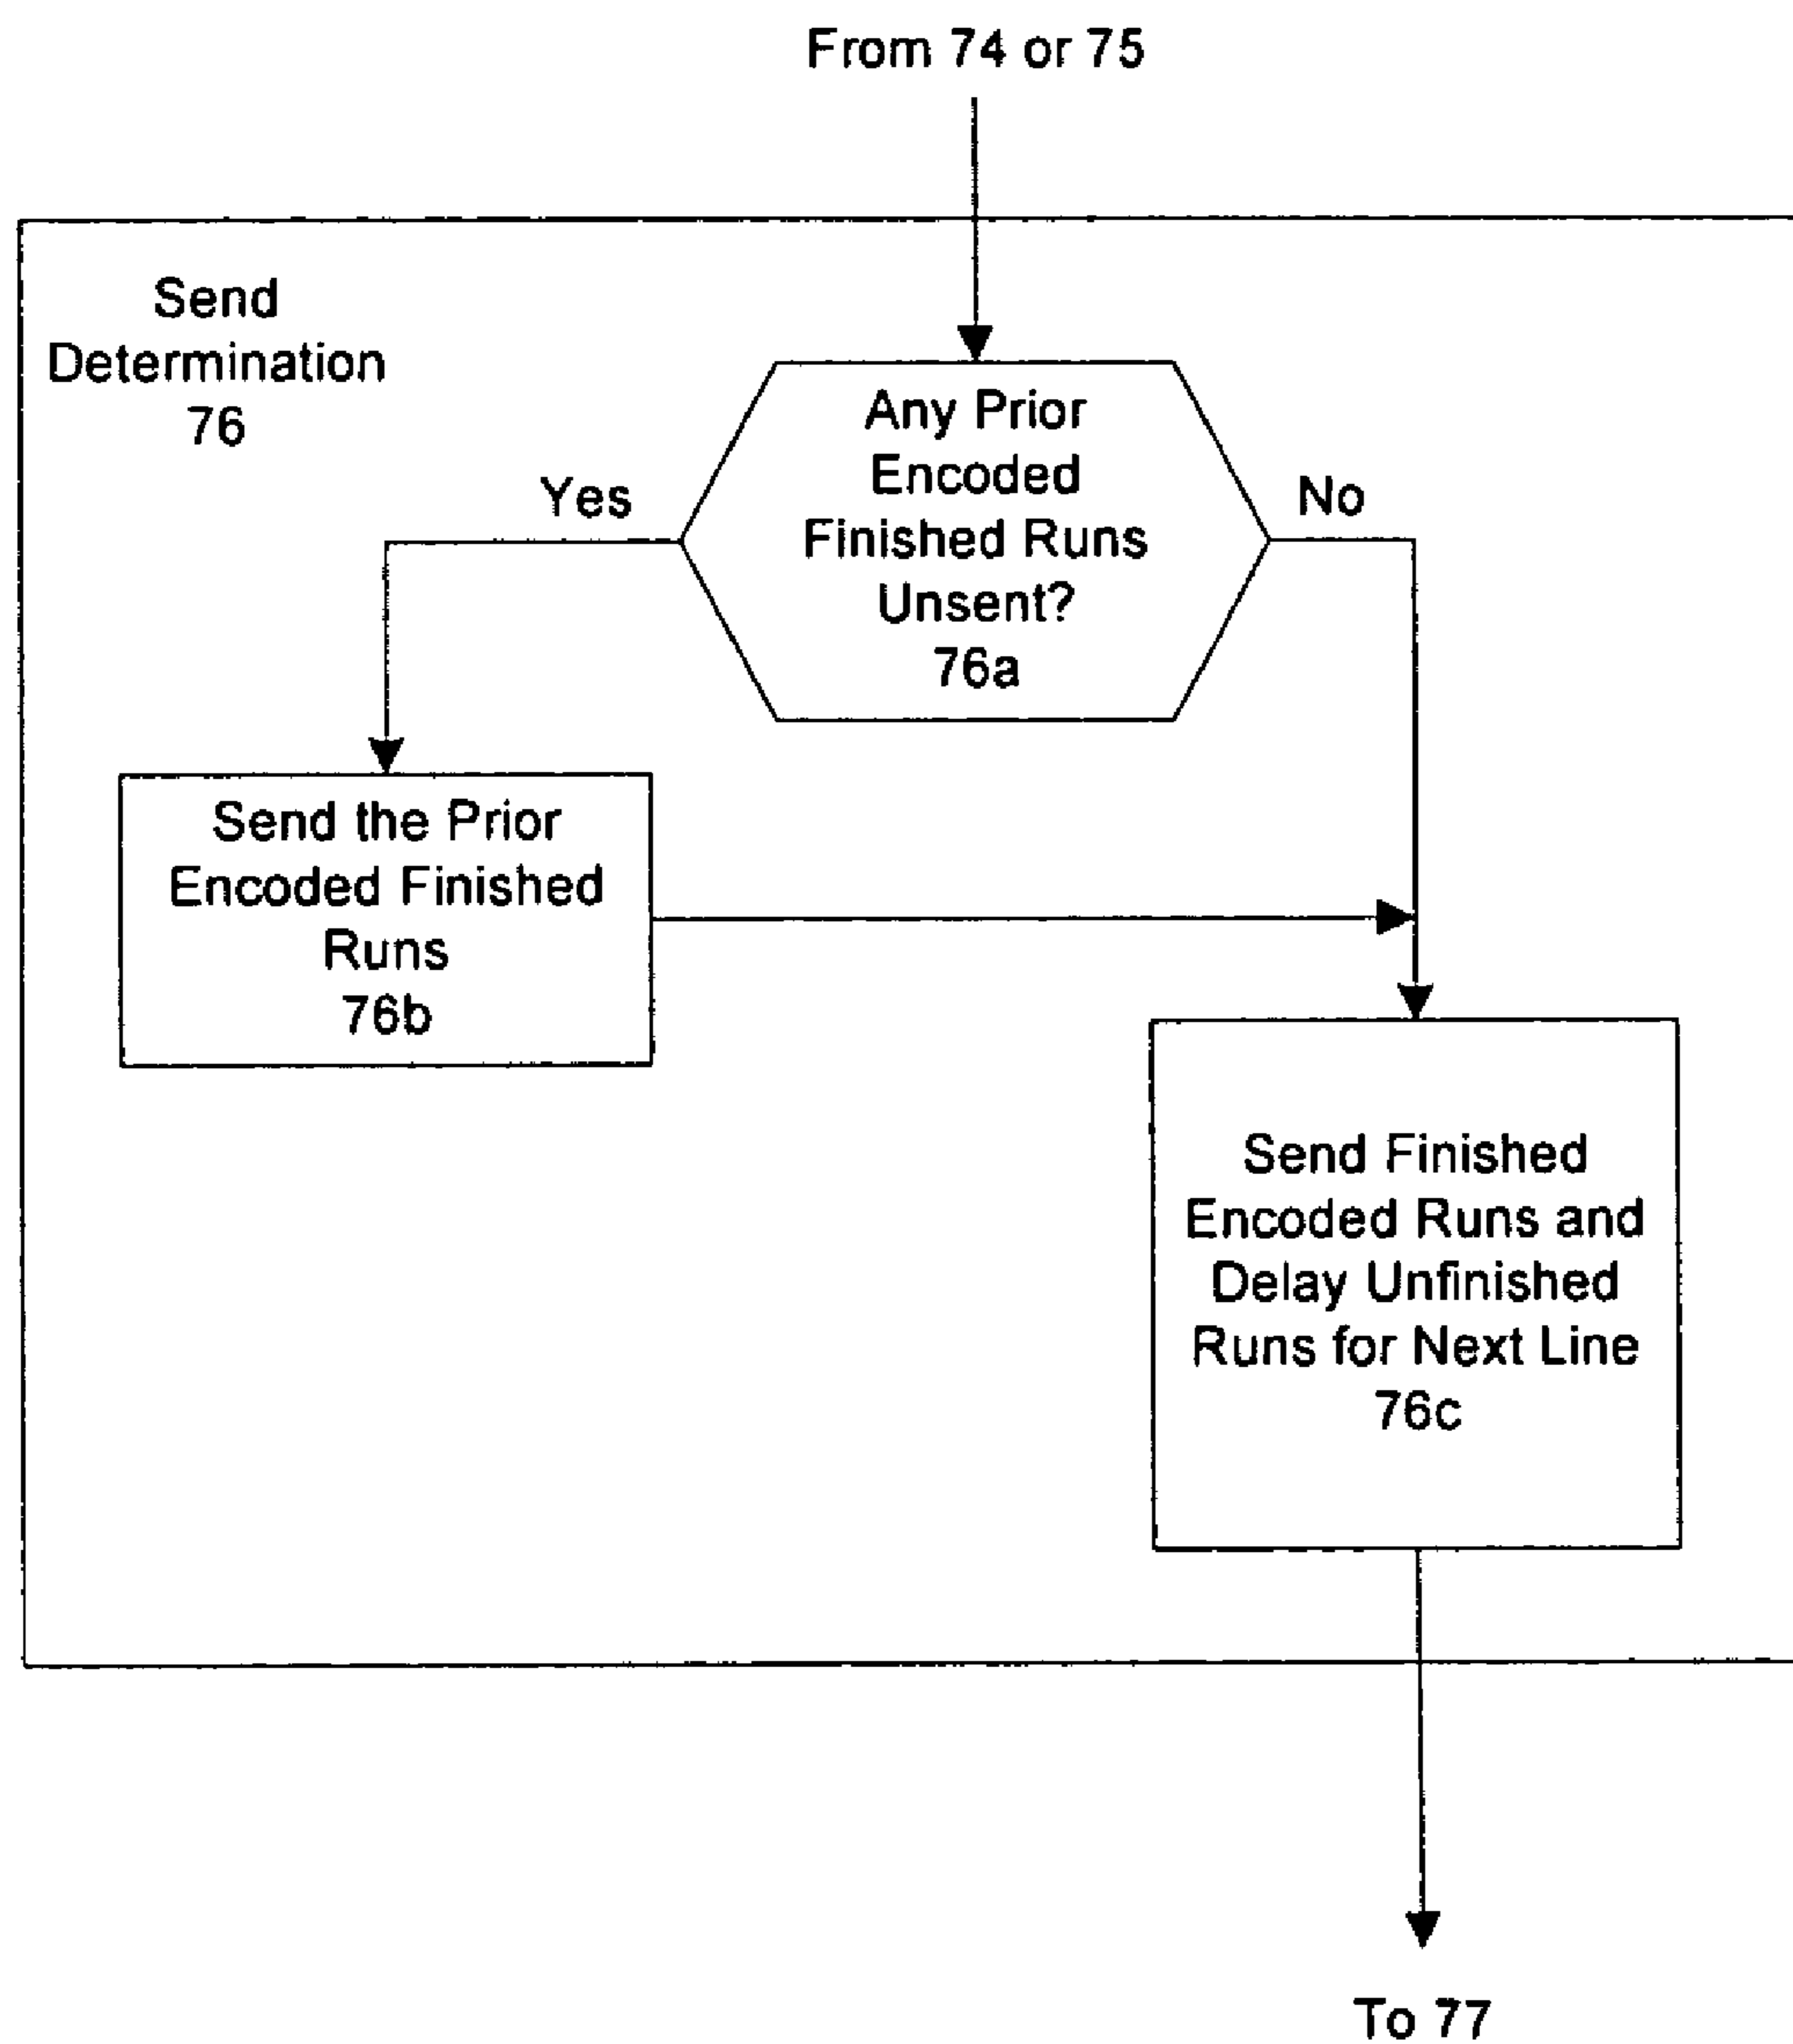 From 74 or 75
Send
Determination
76
Any Prior
Encoded
Finished Runs
Unsent?
76a
Yes
No
Send the Prior
Encoded Finished
Runs
76b
Send Finished
Encoded Runs and
Delay Unfinished
Runs for Next Line
76c
To 77